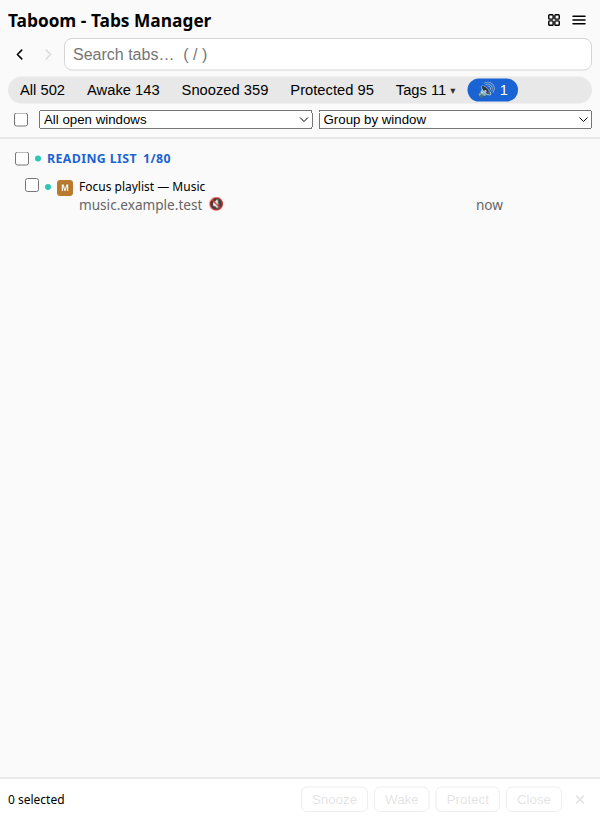 Taboom - Tabs Manager
Search tabs… ( / )
All 502 Awake 143 Snoozed 359 Protected 95 Tags 11 ▾ 🔊 1
All open windows Group by window
READING LIST 1/80
M Focus playlist — Music
music.example.test 🔇 now
0 selected Snooze Wake Protect Close ✕